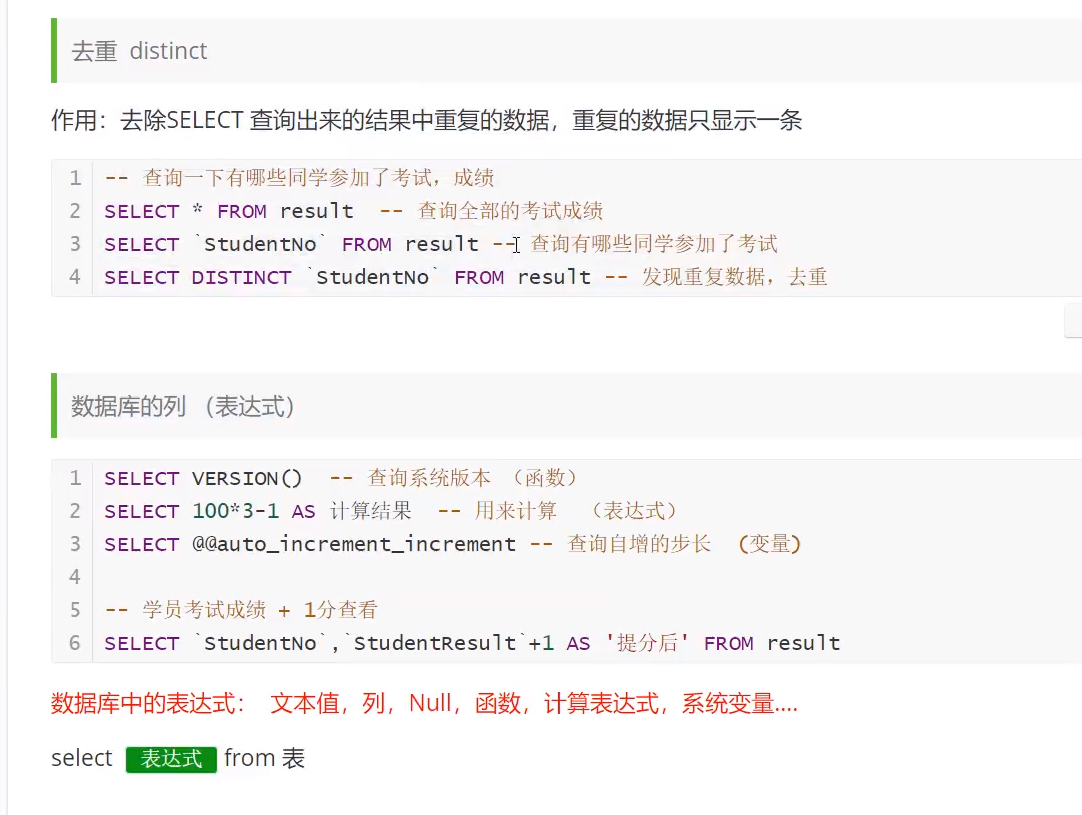 去重 distinct
作用：去除SELECT 查询出来的结果中重复的数据，重复的数据只显示一条
1 -- 查询一下有哪些同学参加了考试，成绩
2 SELECT * FROM result -- 查询全部的考试成绩
3 SELECT `StudentNo` FROM result -- 查询有哪些同学参加了考试
4 SELECT DISTINCT `StudentNo` FROM result -- 发现重复数据，去重
数据库的列 （表达式）
1 SELECT VERSION() -- 查询系统版本 （函数）
2 SELECT 100*3-1 AS 计算结果 -- 用来计算 （表达式）
3 SELECT @@auto_increment_increment -- 查询自增的步长 (变量)
4
5 -- 学员考试成绩 + 1分查看
6 SELECT `StudentNo`,`StudentResult`+1 AS '提分后' FROM result
数据库中的表达式： 文本值，列，Null，函数，计算表达式，系统变量....
select 表达式 from 表